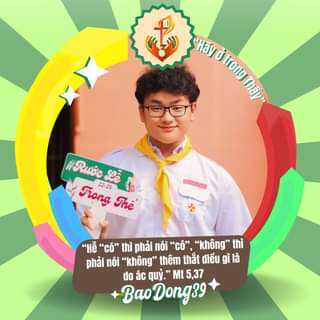 "Hãy ở trong Thầy"
#Rước Lễ
Trọng Thể
"Hễ "có" thì phải nói "có", "không" thì
phải nói "không" thêm thắt điều gì là
do ác quỷ." Mt 5,37
BaoDong39